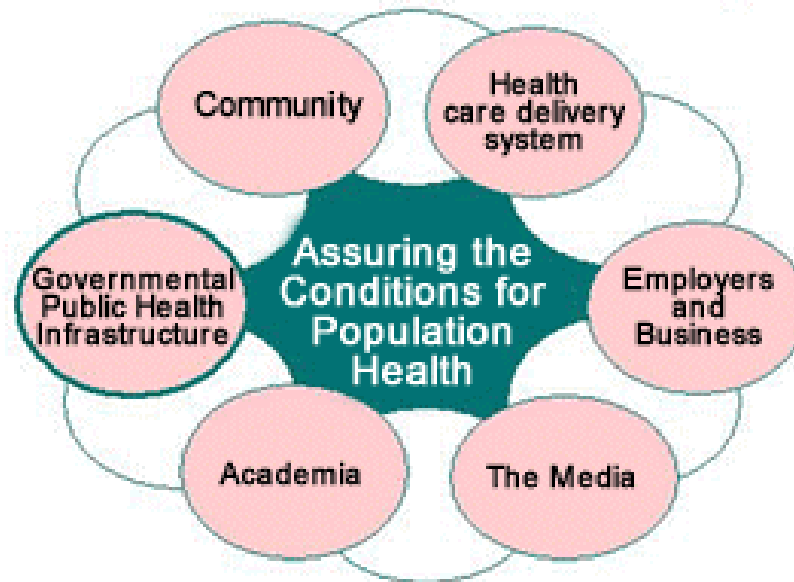 Community
Health
care delivery
system
Governmental
Public Health
Infrastructure
Assuring the
Conditions for
Population
Health
Employers
and
Business
Academia
The Media